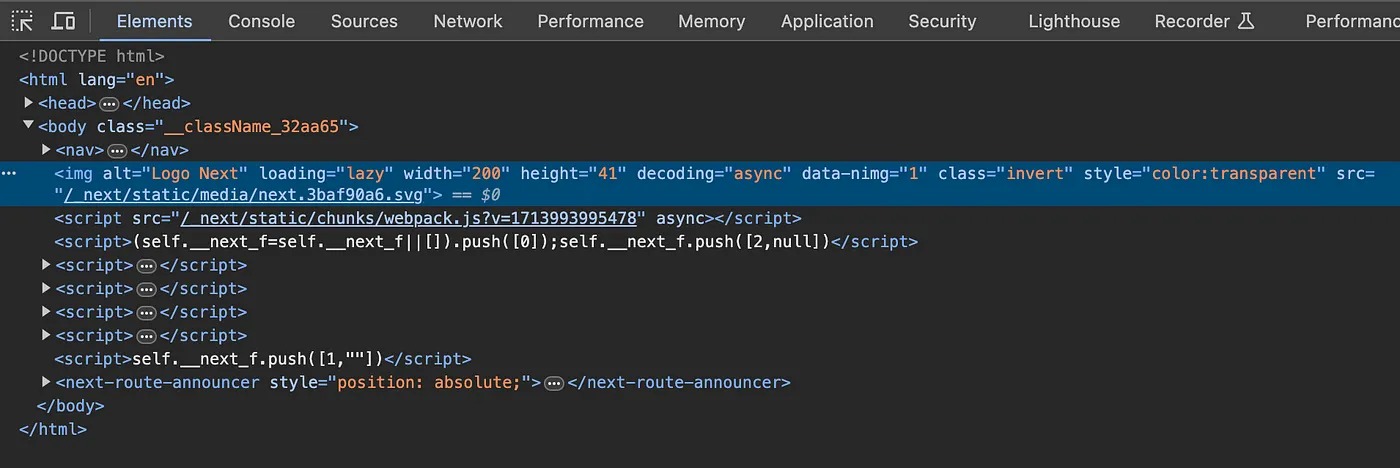 Elements Console Sources Network Performance Memory Application Security Lighthouse Recorder Performanc
<!DOCTYPE html>
<html lang="en">
<head>…</head>
<body class="__className_32aa65">
<nav>…</nav>
<img alt="Logo Next" loading="lazy" width="200" height="41" decoding="async" data-nimg="1" class="invert" style="color:transparent" src=
"/_next/static/media/next.3baf90a6.svg"> == $0
<script src="/_next/static/chunks/webpack.js?v=1713993995478" async></script>
<script>(self.__next_f=self.__next_f||[]).push([0]);self.__next_f.push([2,null])</script>
<script>…</script>
<script>…</script>
<script>…</script>
<script>…</script>
<script>self.__next_f.push([1,""])</script>
<next-route-announcer style="position: absolute;">…</next-route-announcer>
</body>
</html>